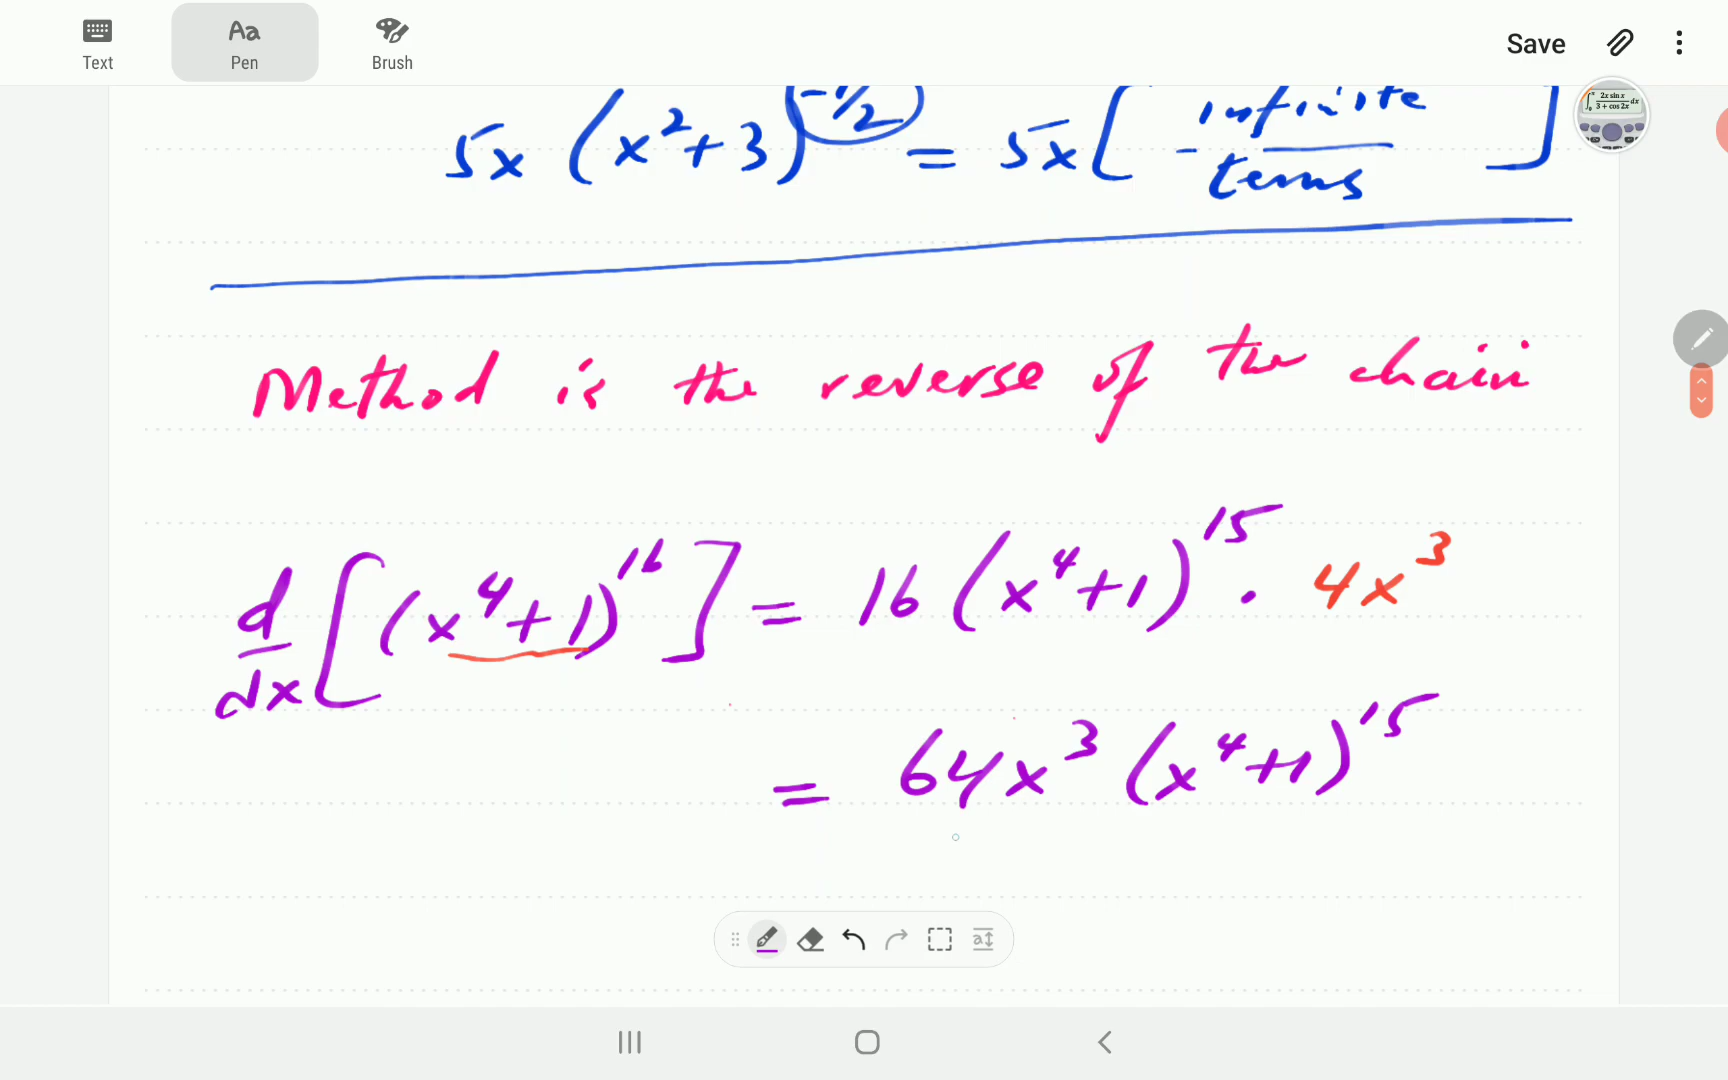 Text Aa Pen Brush Save
5x (x²+3)^(-1/2) = 5x [ - infinite terms ]
Method is the reverse of the chain
d/dx [(x⁴+1)¹⁶] = 16 (x⁴+1)¹⁵ · 4x³
= 64x³ (x⁴+1)¹⁵